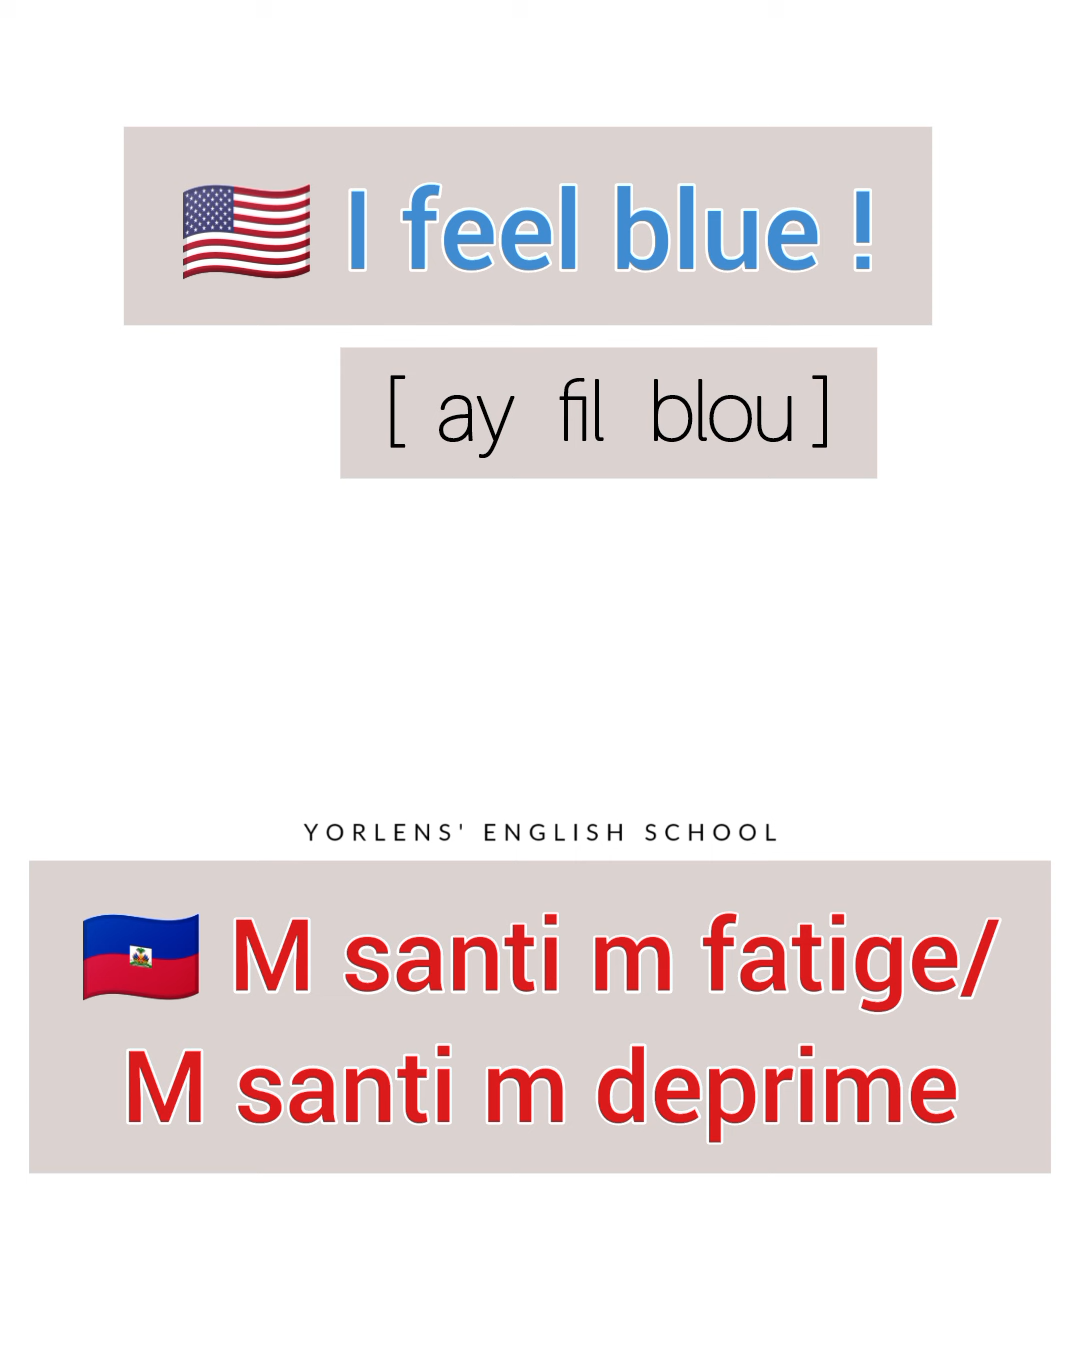 I feel blue !
[ ay fil blou ]
YORLENS' ENGLISH SCHOOL
M santi m fatige/
M santi m deprime